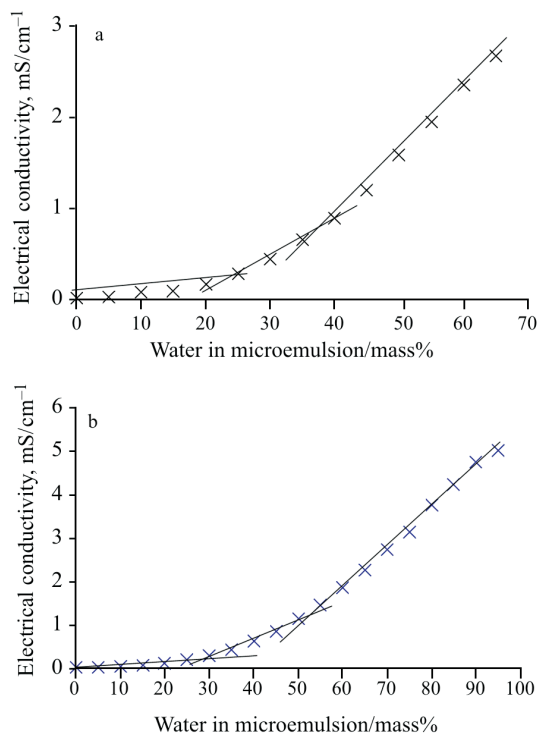 a
Electrical conductivity, mS/cm⁻¹
3
2
1
0
0 10 20 30 40 50 60 70
Water in microemulsion/mass%
b
Electrical conductivity, mS/cm⁻¹
6
5
4
3
2
1
0
0 10 20 30 40 50 60 70 80 90 100
Water in microemulsion/mass%